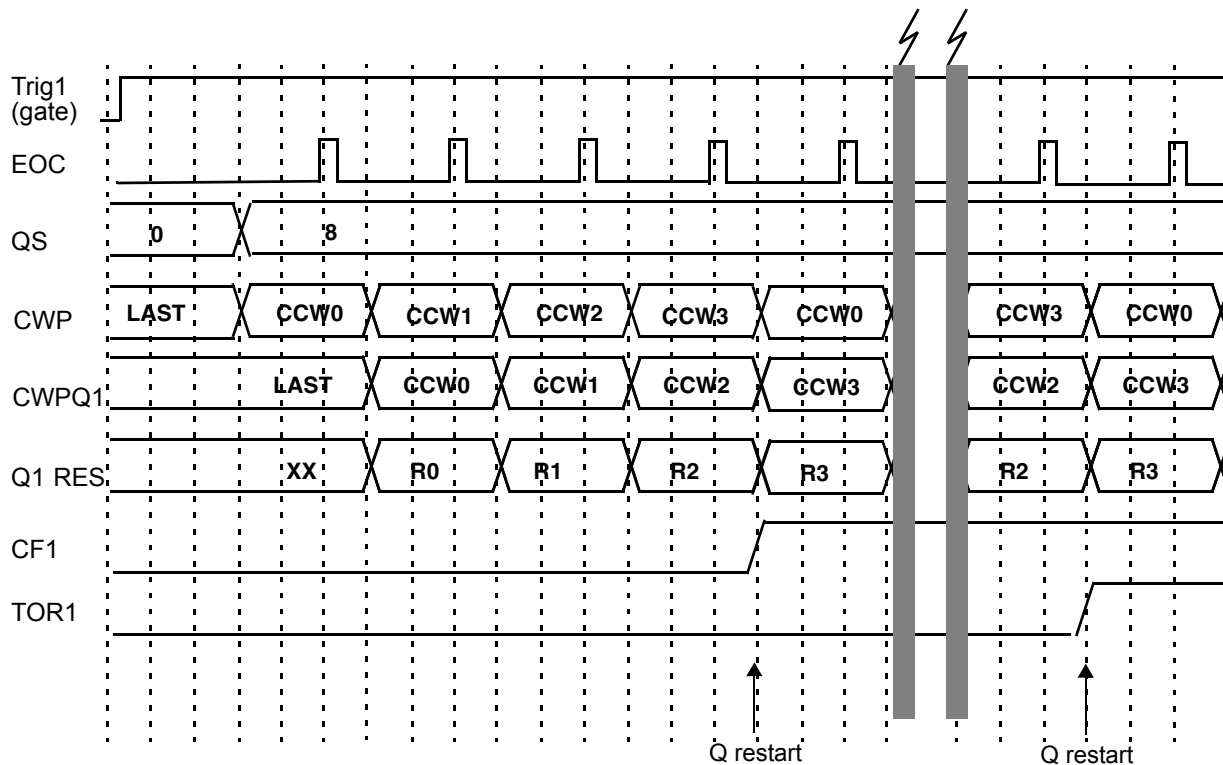 Trig1
(gate)
EOC
QS 0 8
CWP LAST CCW0 CCW1 CCW2 CCW3 CCW0 CCW3 CCW0
CWPQ1 LAST CCW0 CCW1 CCW2 CCW3 CCW2 CCW3
Q1 RES XX R0 R1 R2 R3 R2 R3
CF1
TOR1
Q restart Q restart